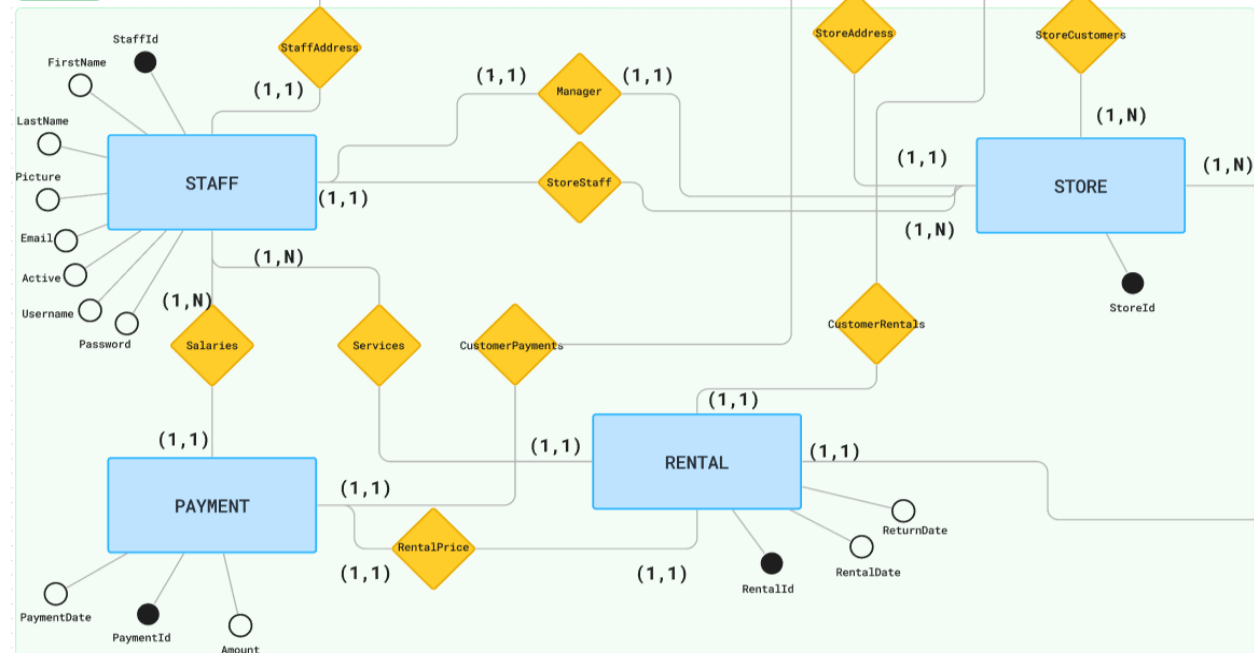 StaffId
StaffAddress
StoreAddress
StoreCustomers
FirstName
(1,1)
(1,1)
(1,1)
Manager
LastName
(1,N)
Picture
STAFF
StoreStaff
(1,1)
(1,1)
STORE
(1,N)
Email
(1,N)
Active
(1,N)
Username
(1,N)
Password
StoreId
Salaries
Services
CustomerPayments
CustomerRentals
(1,1)
(1,1)
(1,1)
(1,1)
RENTAL
(1,1)
PAYMENT
ReturnDate
RentalPrice
(1,1)
(1,1)
RentalDate
RentalId
PaymentDate
PaymentId
Amount